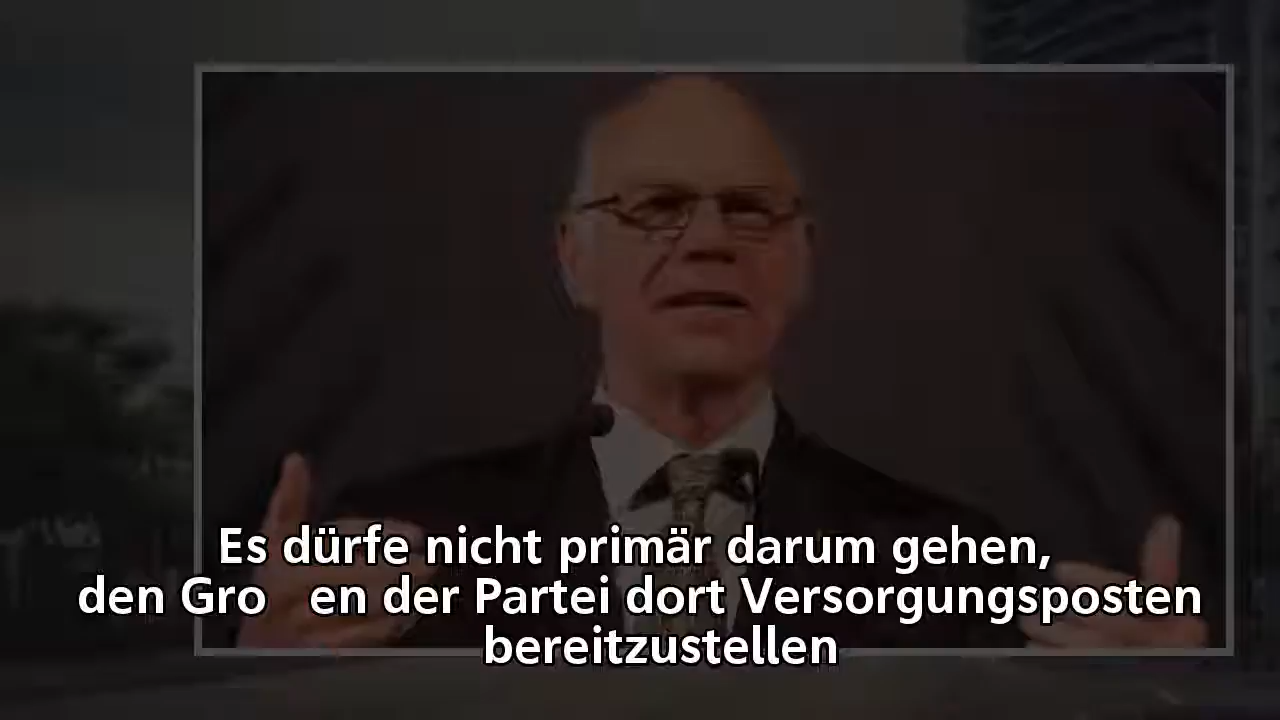 Es dürfe nicht primär darum gehen,
den Gro en der Partei dort Versorgungsposten
bereitzustellen